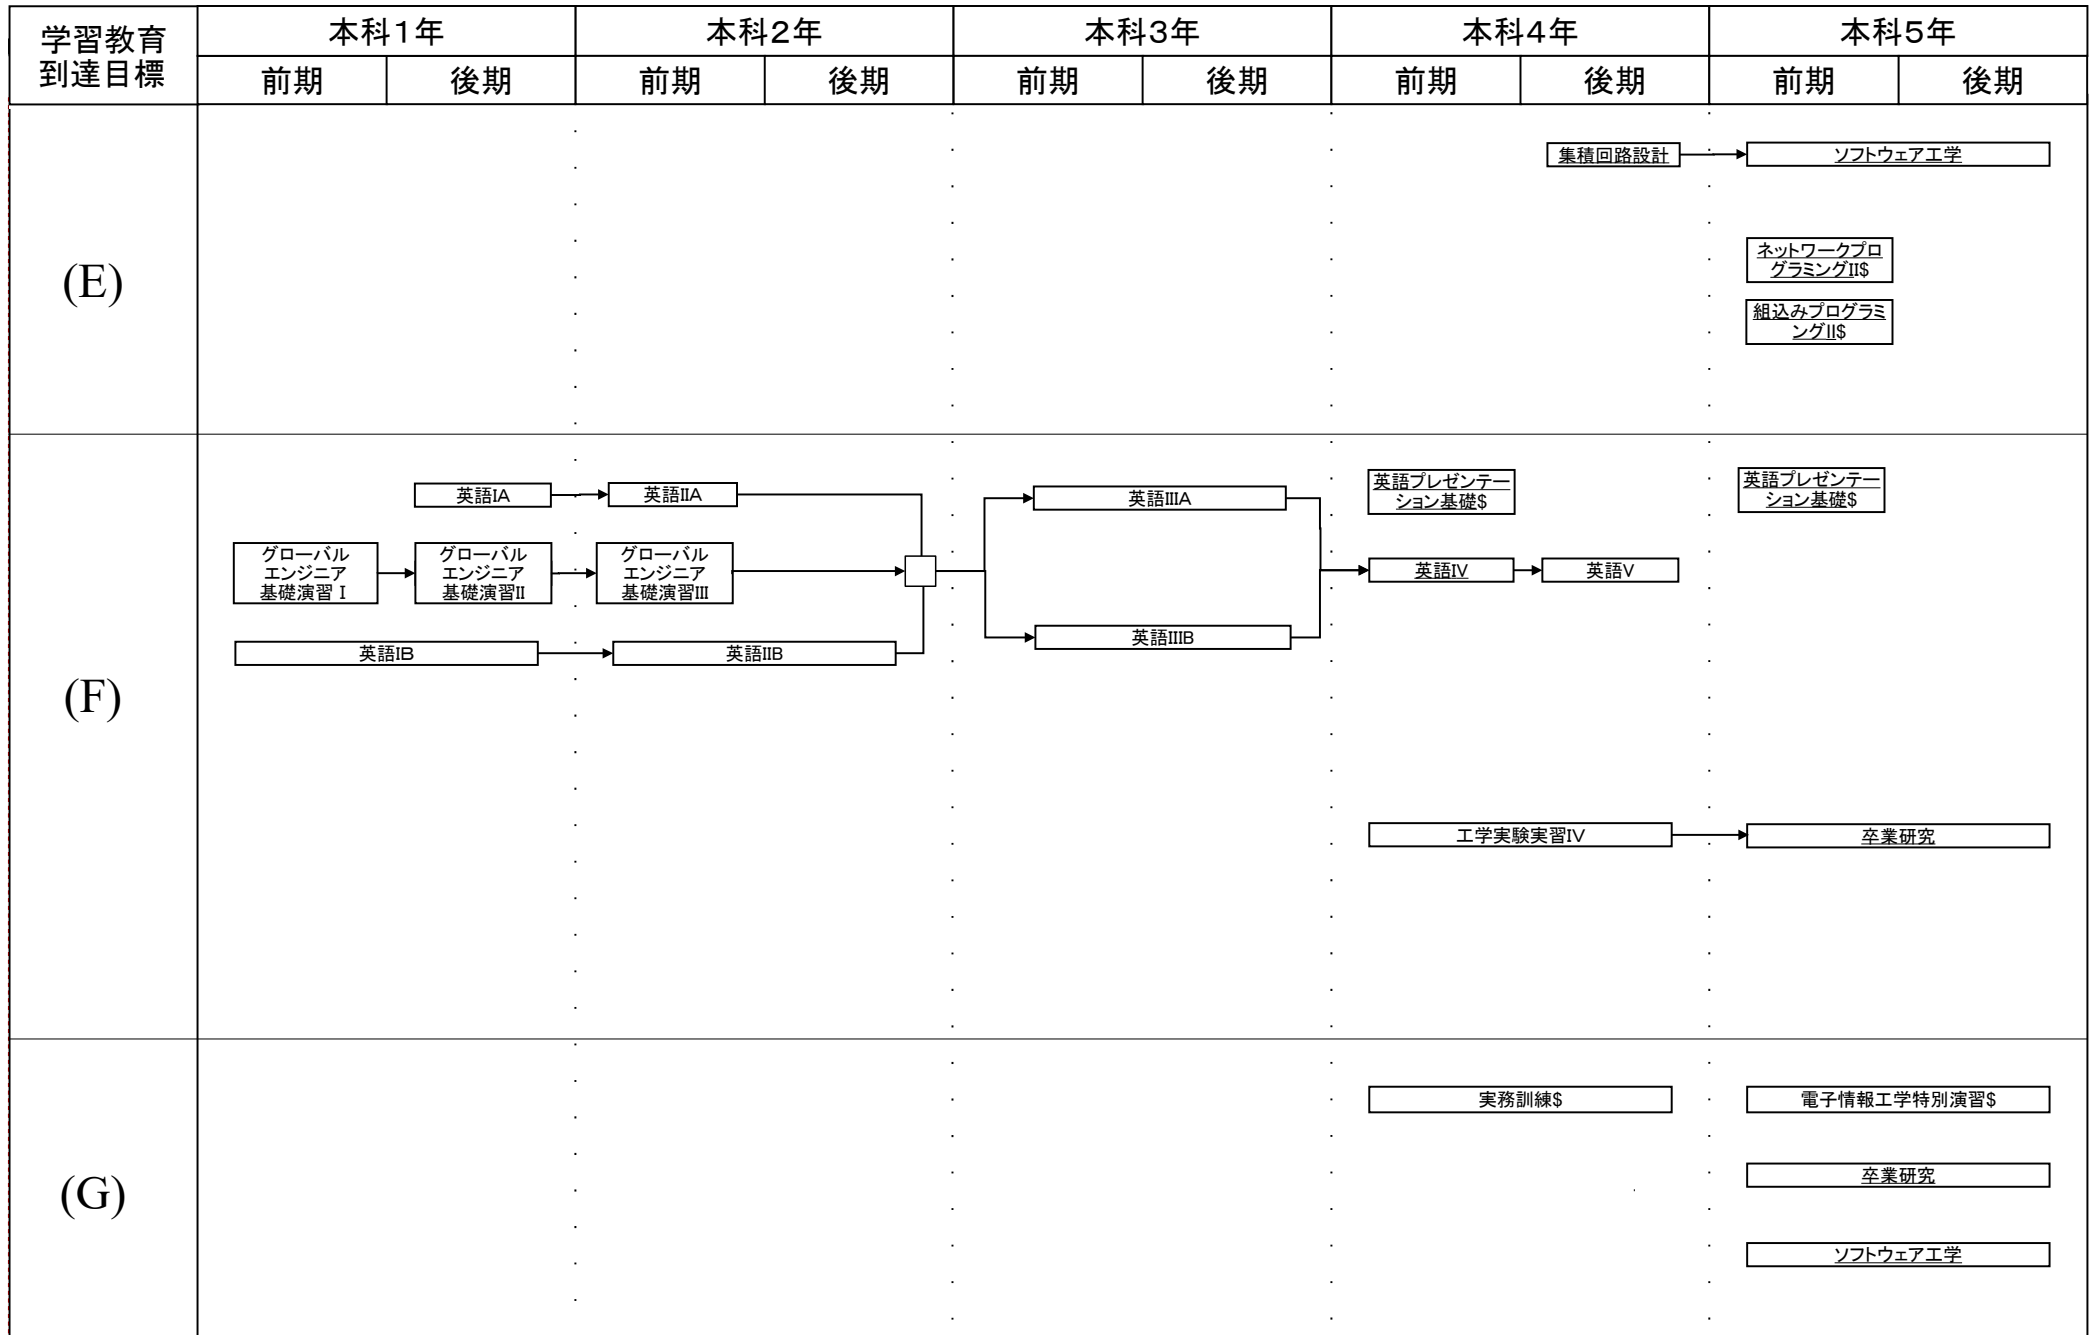 学習教育
到達目標
本科1年
本科2年
本科3年
本科4年
本科5年
前期
後期
前期
後期
前期
後期
前期
後期
前期
後期
(E)
集積回路設計
ソフトウェア工学
ネットワークプロ
グラミングII$
組込みプログラミ
ングII$
(F)
英語IA
英語IIA
英語IIIA
英語プレゼンテー
ション基礎$
英語プレゼンテー
ション基礎$
グローバル
エンジニア
基礎演習 I
グローバル
エンジニア
基礎演習II
グローバル
エンジニア
基礎演習III
英語IV
英語V
英語IB
英語IIB
英語IIIB
工学実験実習IV
卒業研究
(G)
実務訓練$
電子情報工学特別演習$
卒業研究
ソフトウェア工学